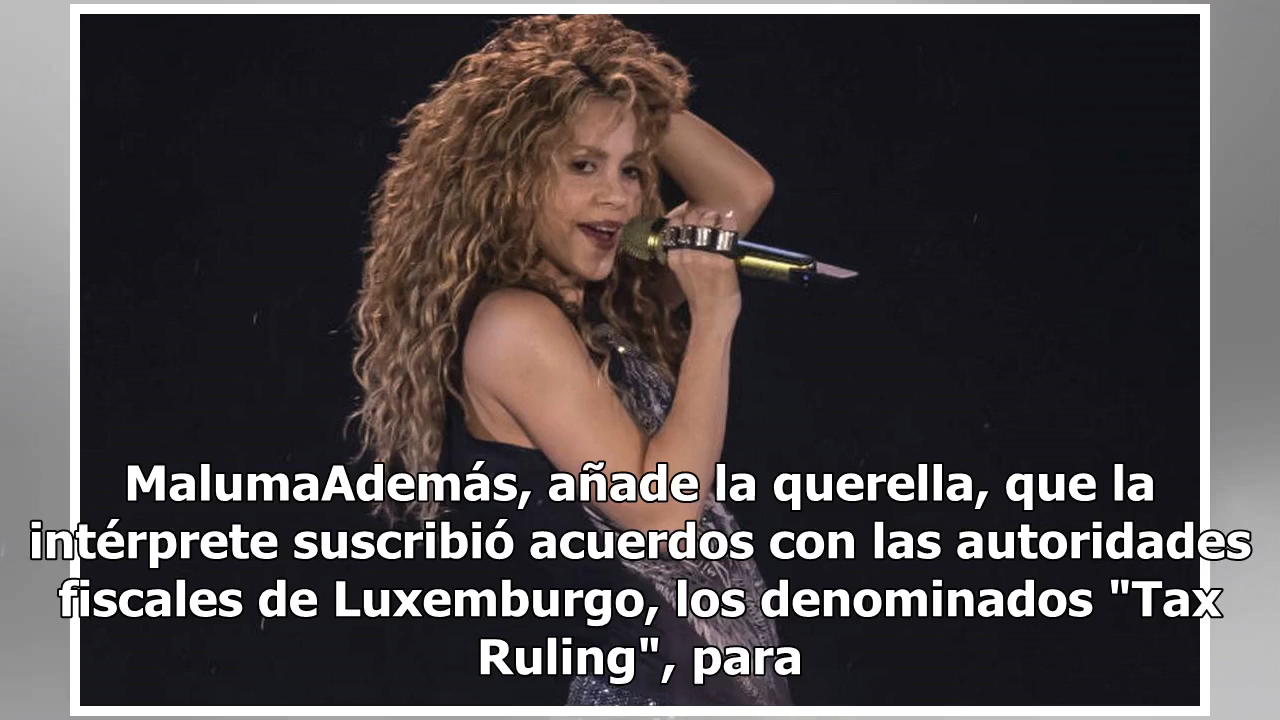 MalumaAdemás, añade la querella, que la
intérprete suscribió acuerdos con las autoridades
fiscales de Luxemburgo, los denominados "Tax
Ruling", para